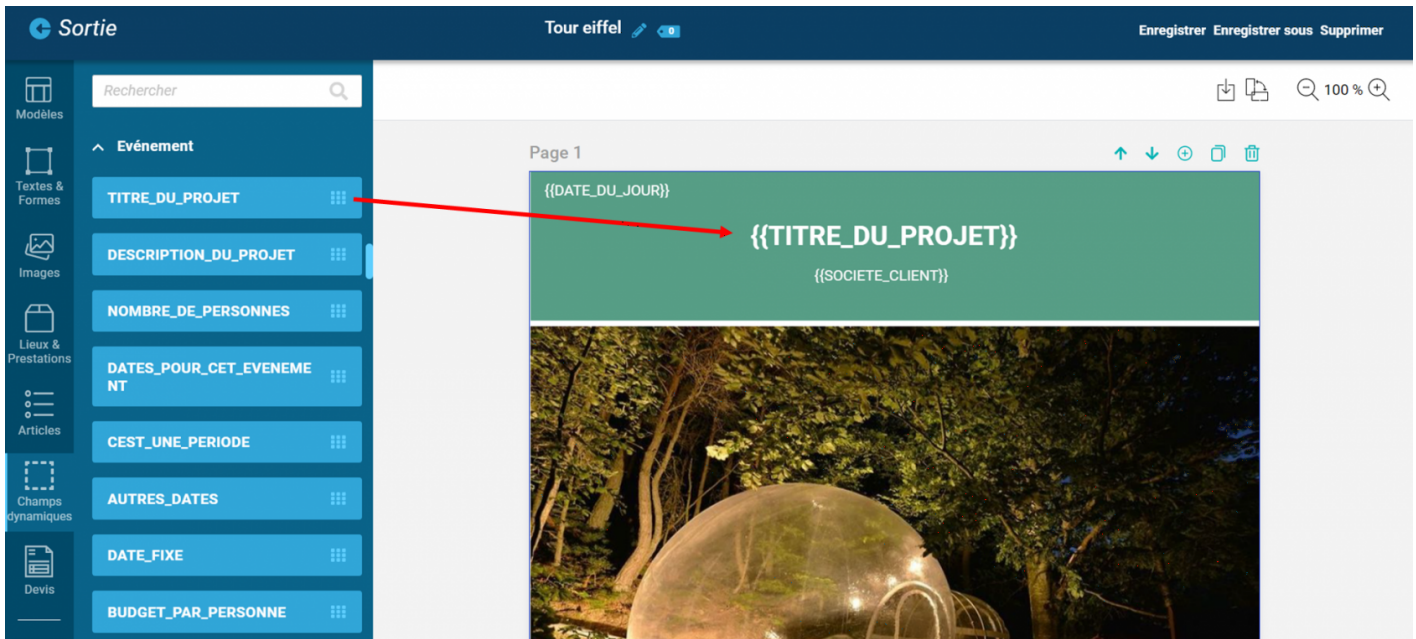 Sortie
Tour eiffel
0
Enregistrer Enregistrer sous Supprimer
Modèles
Textes &
Formes
Images
Lieux &
Prestations
Articles
Champs
dynamiques
Devis
Rechercher
Evénement
TITRE_DU_PROJET
DESCRIPTION_DU_PROJET
NOMBRE_DE_PERSONNES
DATES_POUR_CET_EVENEME
NT
CEST_UNE_PERIODE
AUTRES_DATES
DATE_FIXE
BUDGET_PAR_PERSONNE
100 %
Page 1
{{DATE_DU_JOUR}}
{{TITRE_DU_PROJET}}
{{SOCIETE_CLIENT}}